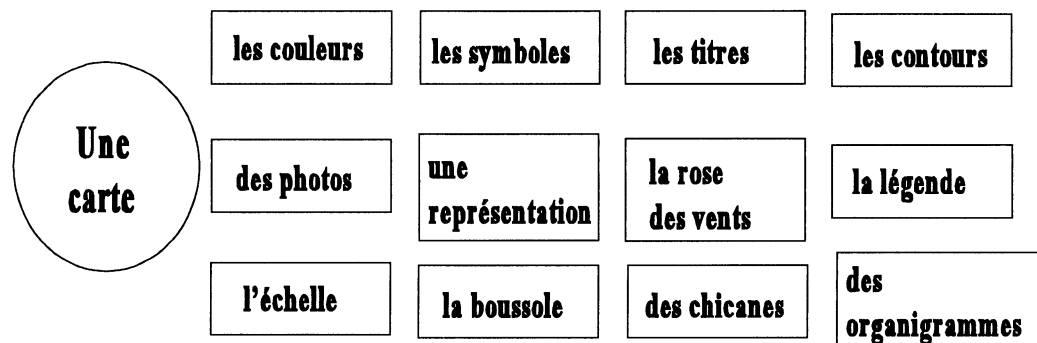 Une
carte
les couleurs
les symboles
les titres
les contours
des photos
une
représentation
la rose
des vents
la légende
l'échelle
la boussole
des chicanes
des
organigrammes